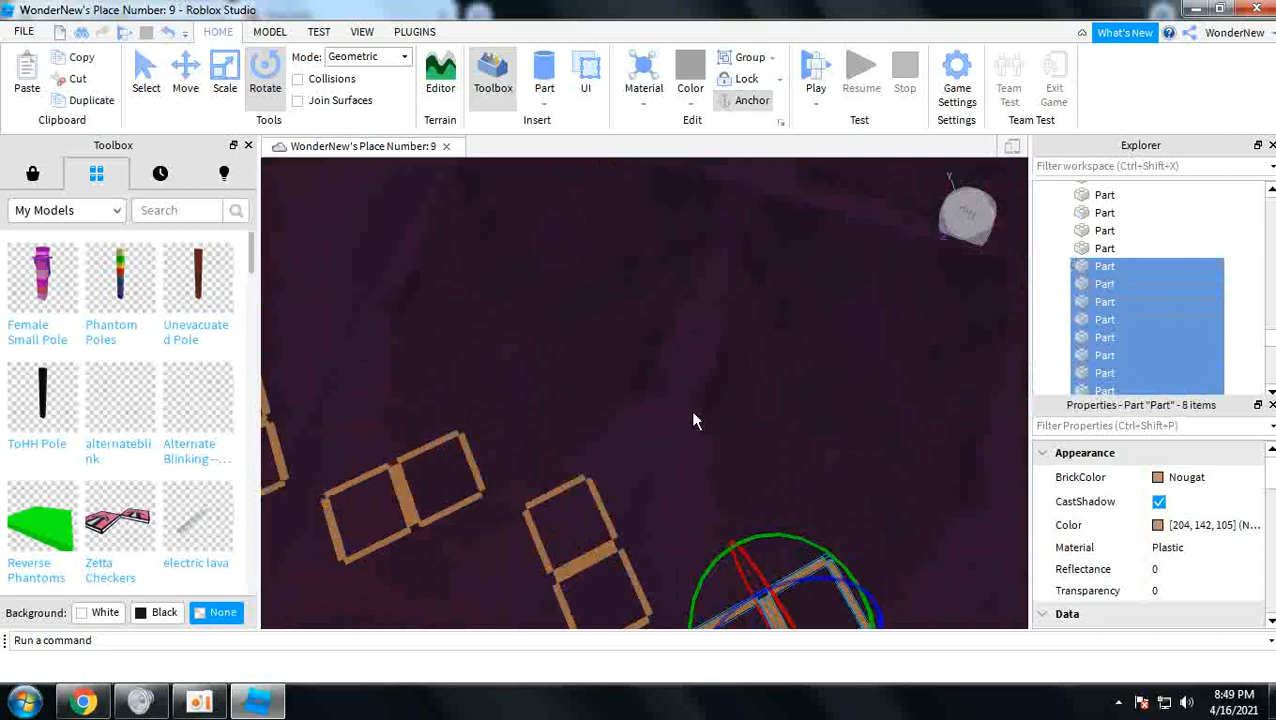 WonderNew's Place Number: 9 - Roblox Studio
FILE
HOME
MODEL
TEST
VIEW
PLUGINS
What's New
WonderNew
Paste
Copy
Cut
Duplicate
Clipboard
Select
Move
Scale
Rotate
Mode: Geometric
Collisions
Join Surfaces
Tools
Editor
Terrain
Toolbox
Part
UI
Insert
Material
Color
Group
Lock
Anchor
Edit
Play
Resume
Stop
Test
Game
Settings
Settings
Team
Test
Exit
Game
Team Test
Toolbox
WonderNew's Place Number: 9
Explorer
Filter workspace (Ctrl+Shift+X)
My Models
Search
Female
Small Pole
Phantom
Poles
Unevacuate
d Pole
ToHH Pole
alternatebli
nk
Alternate
Blinking --...
Reverse
Phantoms
Zetta
Checkers
electric lava
Background:
White
Black
None
Y
Part
Part
Part
Part
Part
Part
Part
Part
Part
Part
Part
Part
Properties - Part "Part" - 8 items
Filter Properties (Ctrl+Shift+P)
Appearance
BrickColor
Nougat
CastShadow
Color
[204, 142, 105] (N...
Material
Plastic
Reflectance
0
Transparency
0
Data
Run a command
8:49 PM
4/16/2021